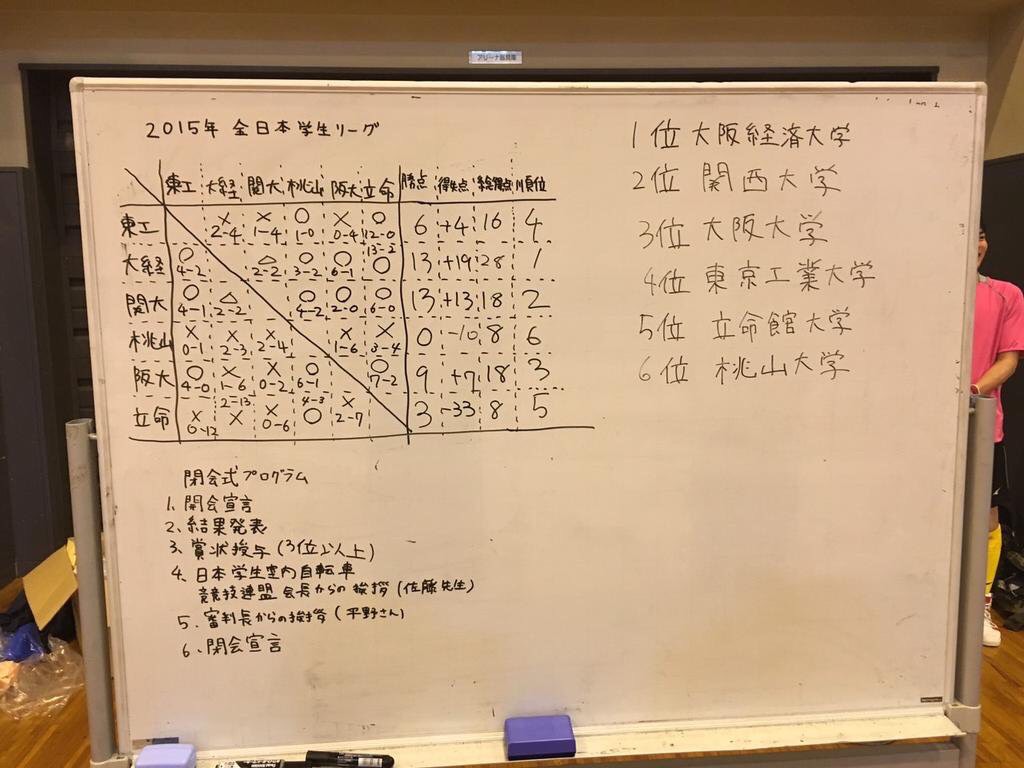 アリーナ器具庫
2015年 全日本学生リーグ
東工 大経 関大 桃山 阪大 立命 勝点 得失点 総得点 順位
東工 × 2-4 × 1-4 ○ 1-0 × 0-4 ○ 12-0 6 +4 16 4
大経 ○ 4-2 △ 2-2 ○ 3-2 ○ 6-1 13-2 ○ 13 +19 28 1
関大 ○ 4-1 △ 2-2 ○ 4-2 ○ 2-0 ○ 6-0 13 +13 18 2
桃山 × 0-1 × 2-3 × 2-4 × 1-6 × 3-4 0 -10 8 6
阪大 ○ 4-0 × 1-6 × 0-2 ○ 6-1 ○ 7-2 9 +7 18 3
立命 × 0-12 2-13 × × 0-6 4-3 ○ × 2-7 3 -33 8 5
1位 大阪経済大学
2位 関西大学
3位 大阪大学
4位 東京工業大学
5位 立命館大学
6位 桃山大学
閉会式プログラム
1、開会宣言
2、結果発表
3、賞状授与(3位以上)
4、日本学生室内自転車
競技連盟 会長からの挨拶(佐藤先生)
5、審判長からの挨拶(平野さん)
6、閉会宣言